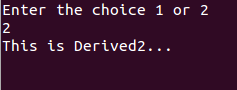 Enter the choice 1 or 2
2
This is Derived2...